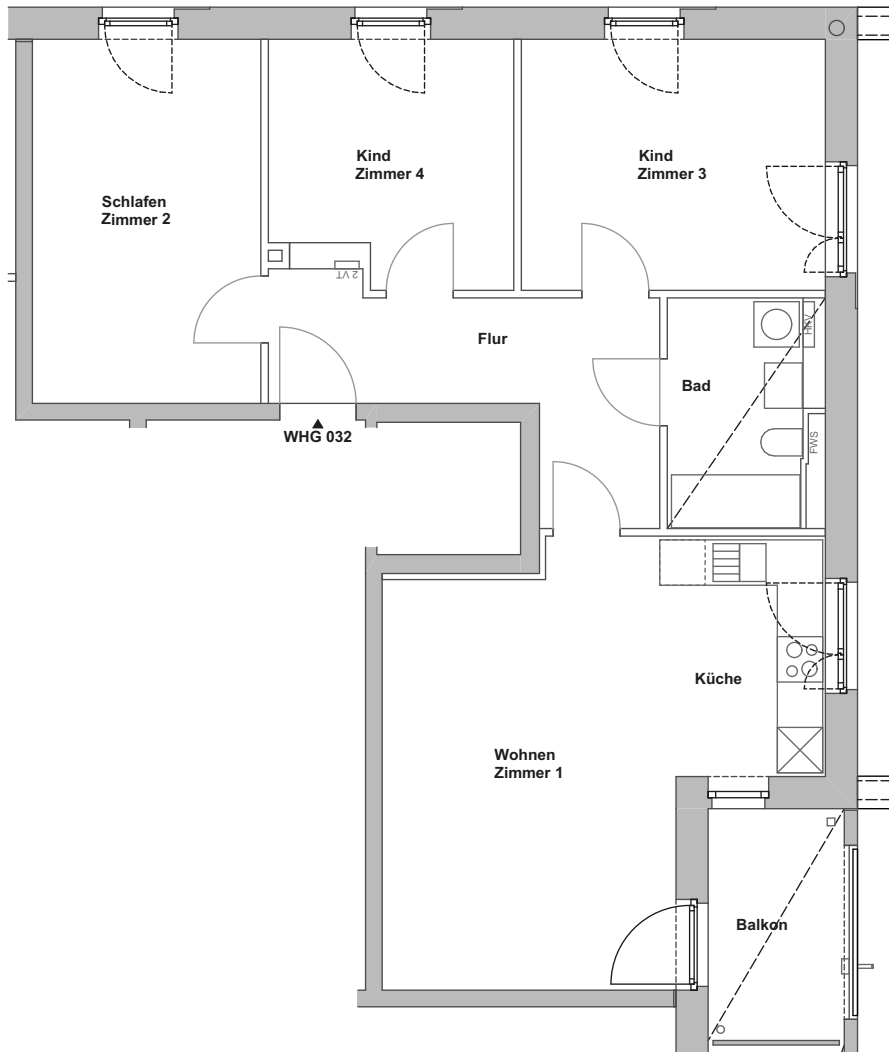 Kind
Zimmer 4
Kind
Zimmer 3
Schlafen
Zimmer 2
2 VT
Flur
HKV
Bad
WHG 032
FWS
Küche
Wohnen
Zimmer 1
Balkon